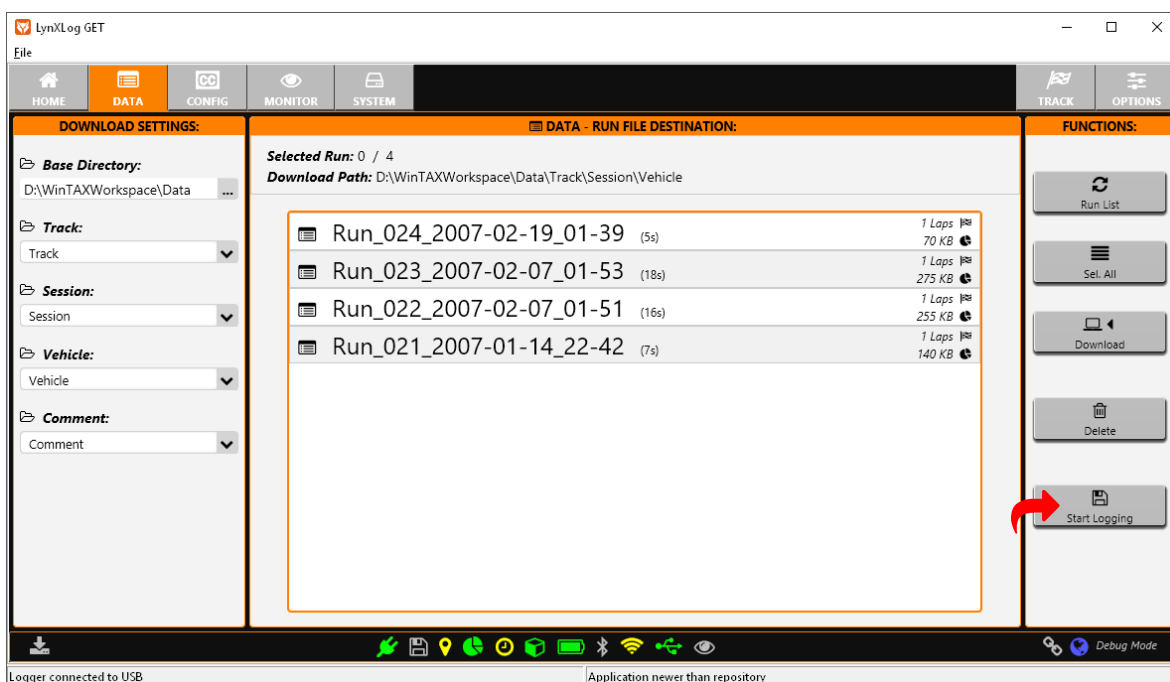 LynXLog GET
File
HOME
DATA
CC
CONFIG
MONITOR
SYSTEM
TRACK
OPTIONS
DOWNLOAD SETTINGS:
Base Directory:
D:\WinTAXWorkspace\Data ...
Track:
Track
Session:
Session
Vehicle:
Vehicle
Comment:
Comment
DATA - RUN FILE DESTINATION:
Selected Run: 0 / 4
Download Path: D:\WinTAXWorkspace\Data\Track\Session\Vehicle
Run_024_2007-02-19_01-39 (5s)
1 Laps
70 KB
Run_023_2007-02-07_01-53 (18s)
1 Laps
275 KB
Run_022_2007-02-07_01-51 (16s)
1 Laps
255 KB
Run_021_2007-01-14_22-42 (7s)
1 Laps
140 KB
FUNCTIONS:
Run List
Sel. All
Download
Delete
Start Logging
Debug Mode
Logger connected to USB
Application newer than repository